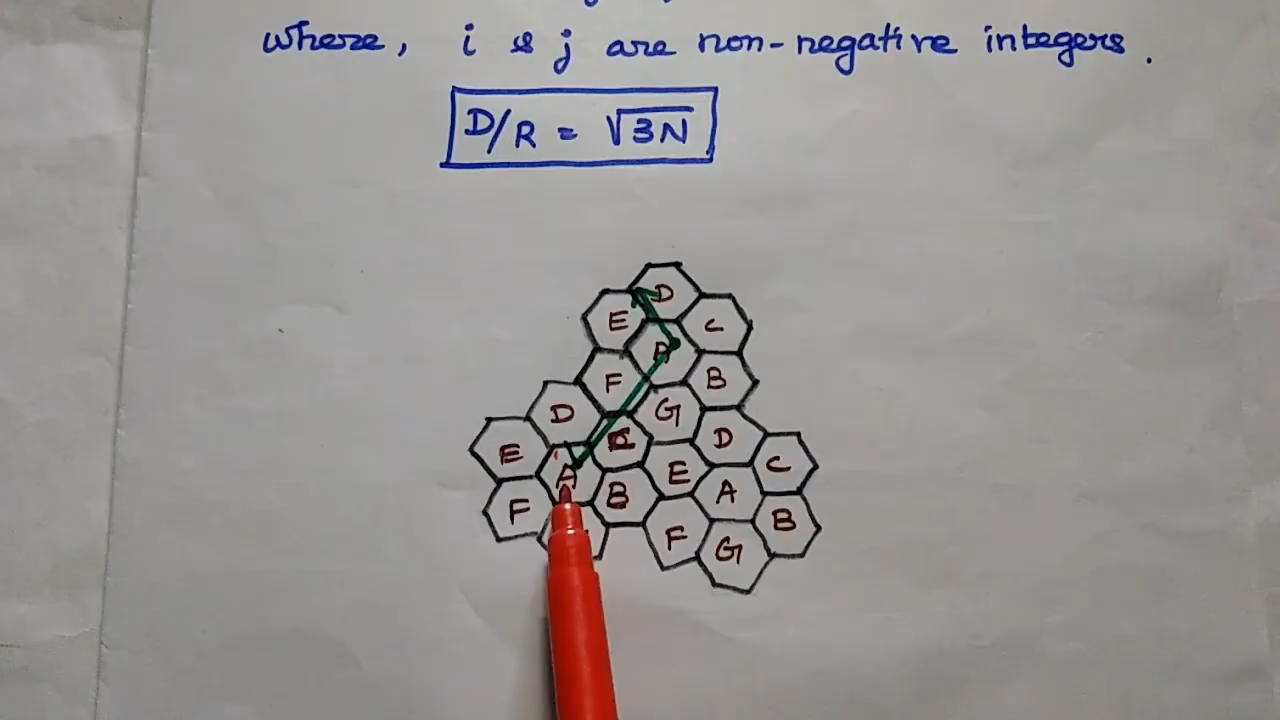 where, i & j are non-negative integers.
D/R = √3N
D
E C
A
F B
D G
C D
E E C
A A
B
F B
F G